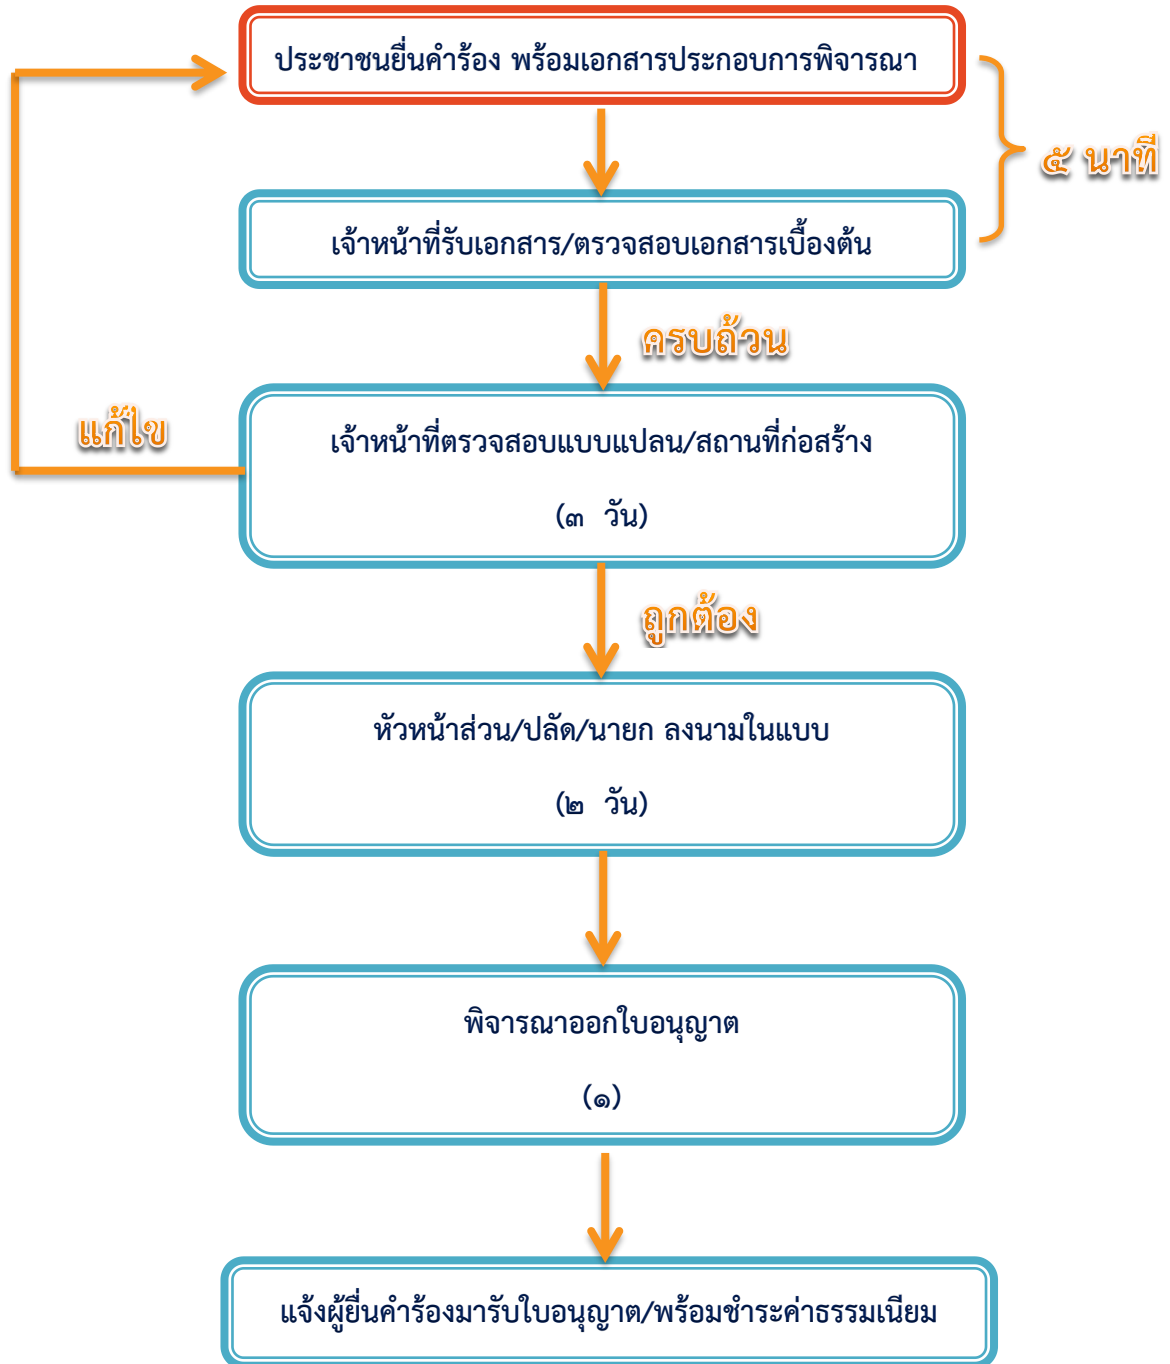 ประชาชนยื่นคำร้อง พร้อมเอกสารประกอบการพิจารณา
๕ นาที
เจ้าหน้าที่รับเอกสาร/ตรวจสอบเอกสารเบื้องต้น
ครบถ้วน
แก้ไข
เจ้าหน้าที่ตรวจสอบแบบแปลน/สถานที่ก่อสร้าง
(๓ วัน)
ถูกต้อง
หัวหน้าส่วน/ปลัด/นายก ลงนามในแบบ
(๒ วัน)
พิจารณาออกใบอนุญาต
(๑)
แจ้งผู้ยื่นคำร้องมารับใบอนุญาต/พร้อมชำระค่าธรรมเนียม